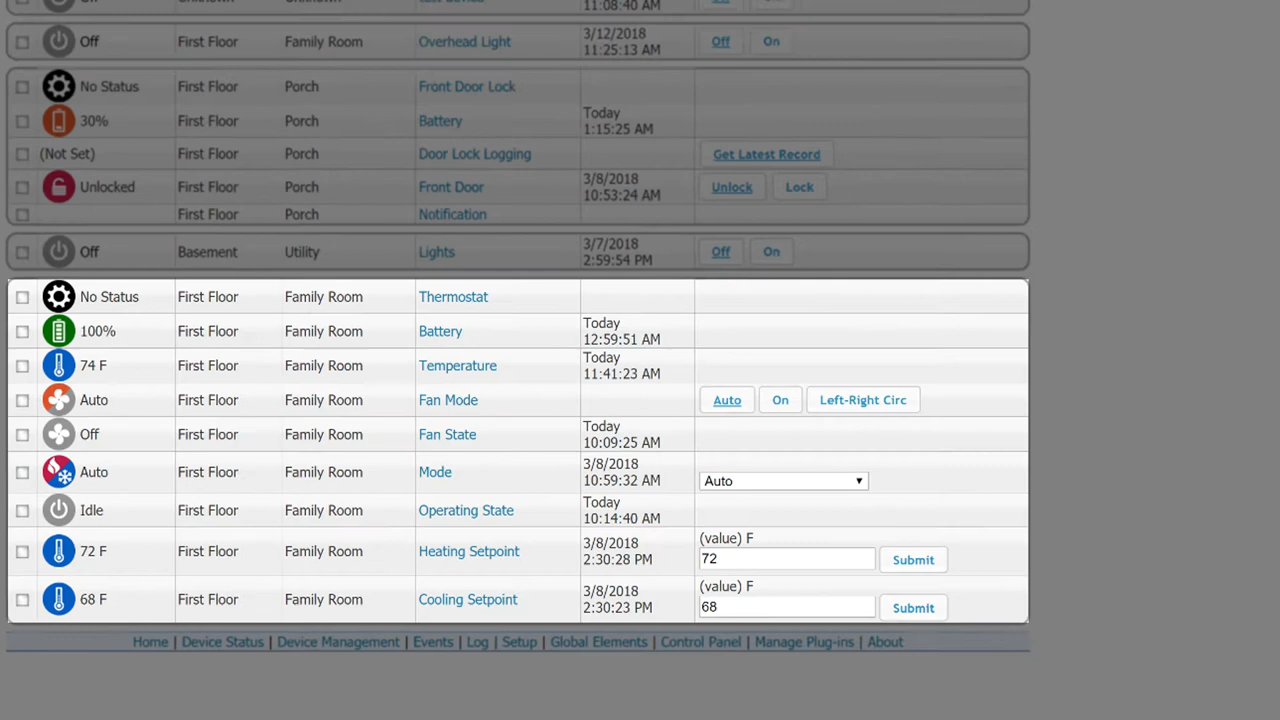 11:08:40 AM
Off First Floor Family Room Overhead Light 3/12/2018 11:25:13 AM Off On
No Status First Floor Porch Front Door Lock
30% First Floor Porch Battery Today 1:15:25 AM
(Not Set) First Floor Porch Door Lock Logging Get Latest Record
Unlocked First Floor Porch Front Door 3/8/2018 10:53:24 AM Unlock Lock
First Floor Porch Notification
Off Basement Utility Lights 3/7/2018 2:59:54 PM Off On
No Status First Floor Family Room Thermostat
100% First Floor Family Room Battery Today 12:59:51 AM
74 F First Floor Family Room Temperature Today 11:41:23 AM
Auto First Floor Family Room Fan Mode Auto On Left-Right Circ
Off First Floor Family Room Fan State Today 10:09:25 AM
Auto First Floor Family Room Mode 3/8/2018 10:59:32 AM Auto
Idle First Floor Family Room Operating State Today 10:14:40 AM
72 F First Floor Family Room Heating Setpoint 3/8/2018 2:30:28 PM (value) F 72 Submit
68 F First Floor Family Room Cooling Setpoint 3/8/2018 2:30:23 PM (value) F 68 Submit
Home | Device Status | Device Management | Events | Log | Setup | Global Elements | Control Panel | Manage Plug-ins | About